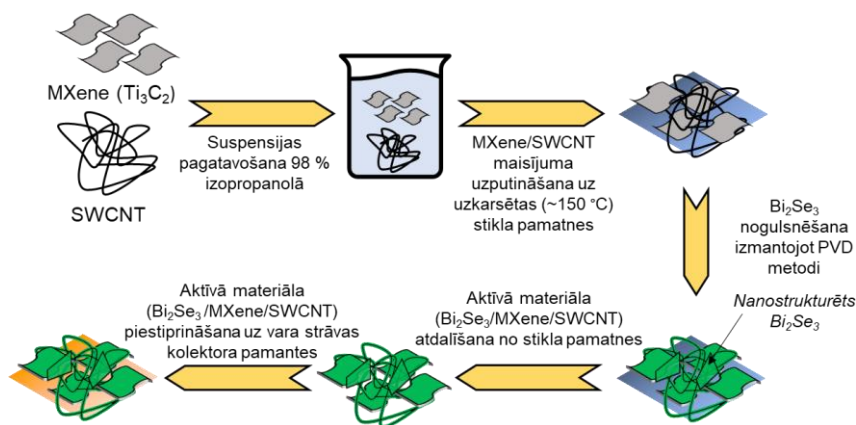 MXene (Ti₃C₂)
SWCNT
Suspensijas
pagatavošana 98 %
izopropanolā
MXene/SWCNT
maisījuma
uzputināšana uz
uzkarsētas (~150 °C)
stikla pamatnes
Bi₂Se₃
nogulsnēšana
izmantojot PVD
metodi
Nanostrukturēts
Bi₂Se₃
Aktīvā materiāla
(Bi₂Se₃/MXene/SWCNT)
atdalīšana no stikla pamatnes
Aktīvā materiāla
(Bi₂Se₃/MXene/SWCNT)
piestiprināšana uz vara strāvas
kolektora pamantes